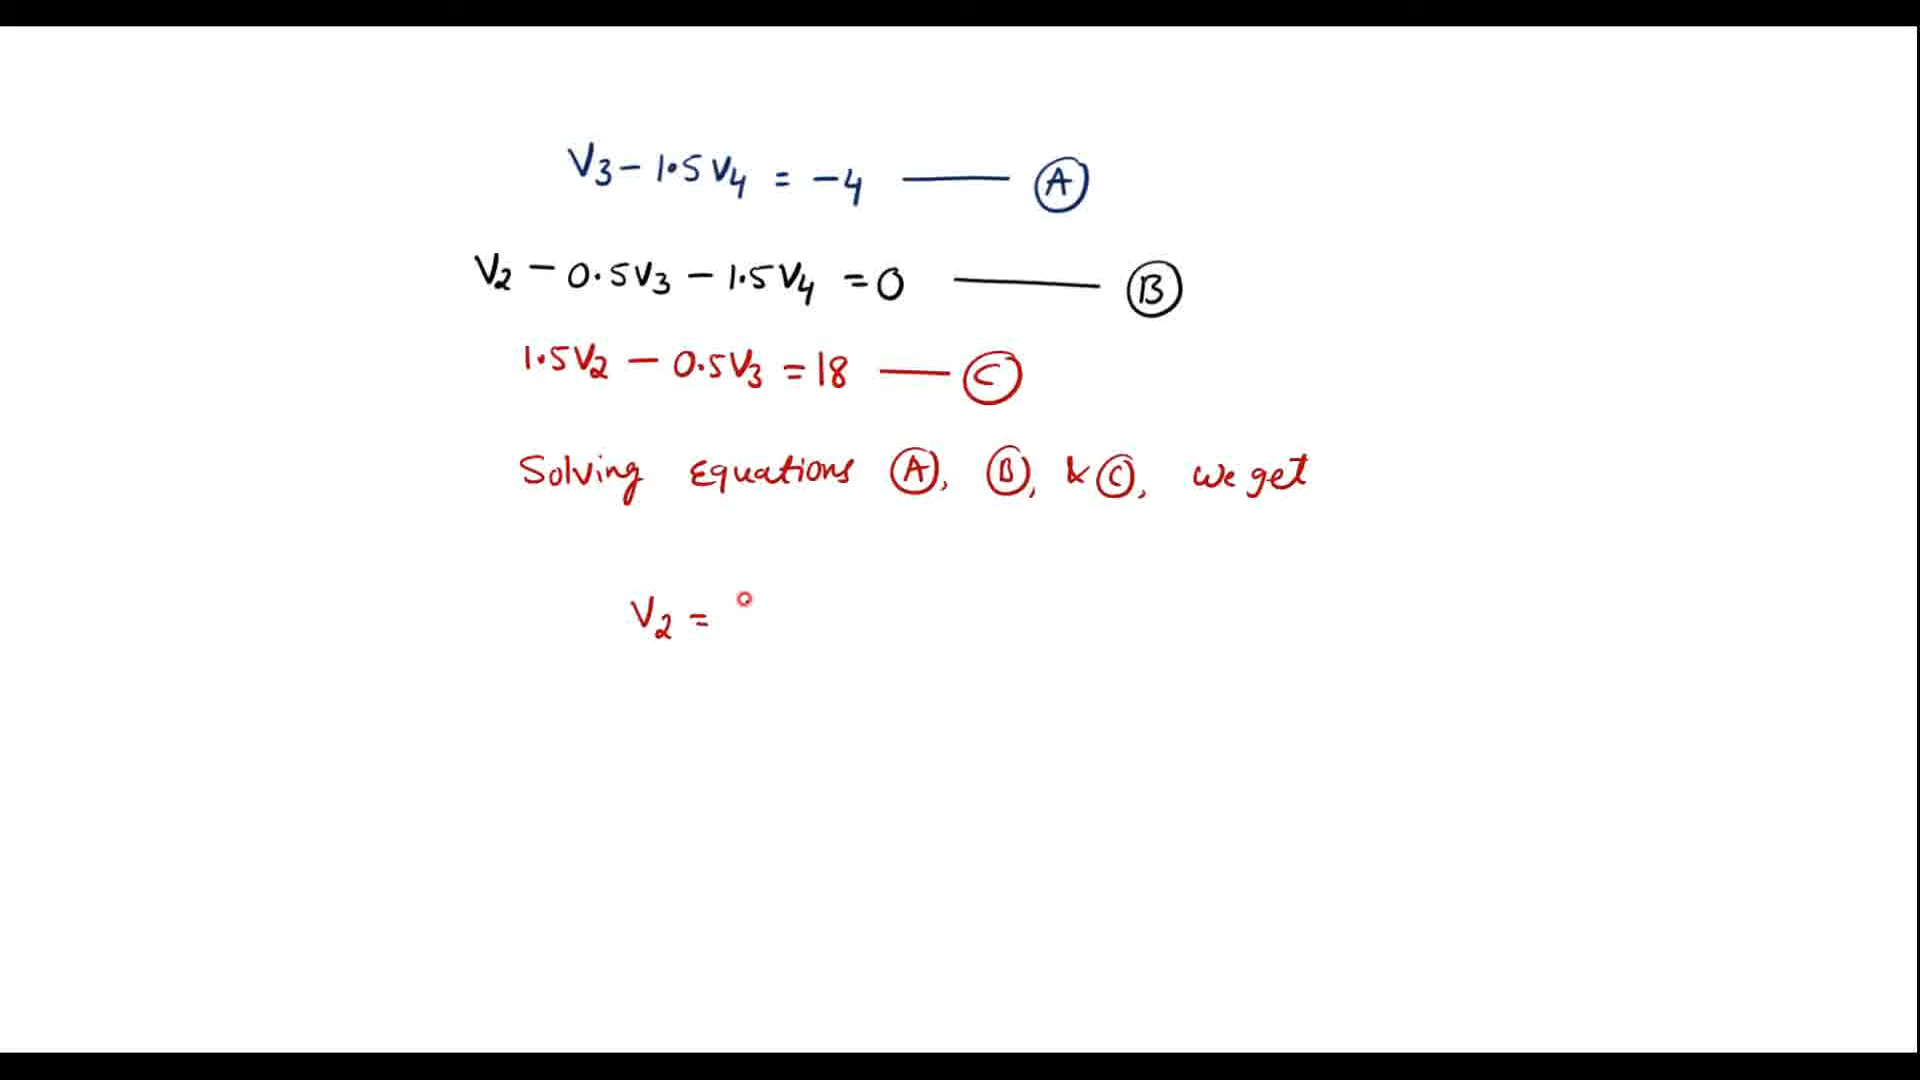 V₃ - 1.5V₄ = -4 —— Ⓐ
V₂ - 0.5V₃ - 1.5V₄ = 0 —— Ⓑ
1.5V₂ - 0.5V₃ = 18 —— Ⓒ
Solving Equations Ⓐ, Ⓑ, & Ⓒ, we get
V₂ =